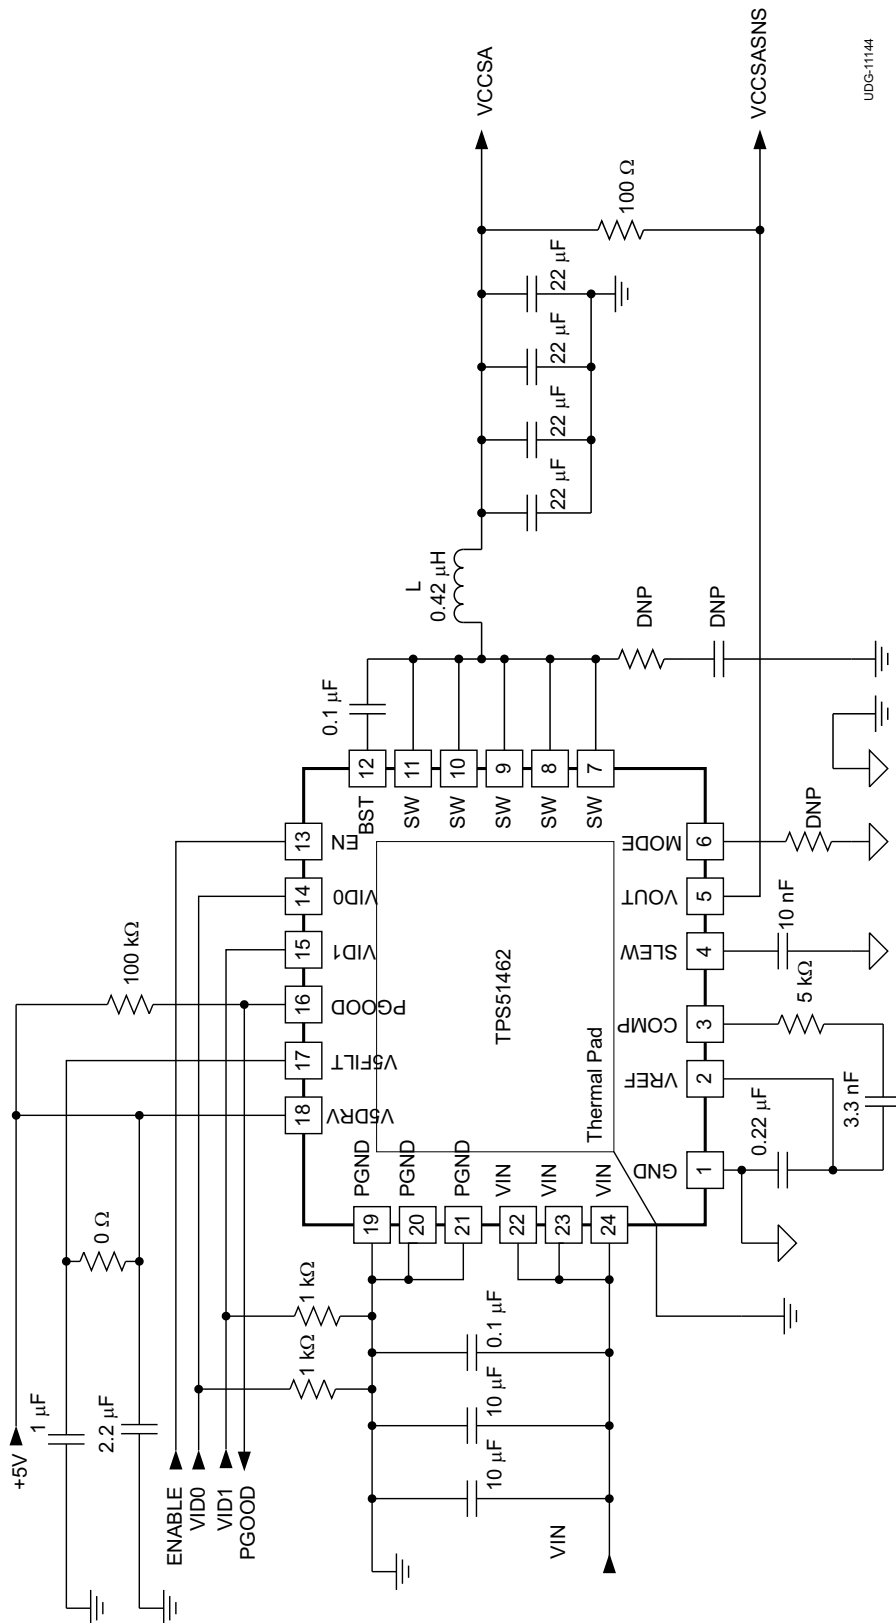 UDG-11144
VCCSA
VCCSASNS
100 Ω
22 µF
22 µF
22 µF
22 µF
L
0.42 µH
DNP
DNP
0.1 µF
12
11
10
9
8
7
BST
SW
SW
SW
SW
SW
13
14
15
16
17
18
EN
VID0
VID1
PGOOD
V5FILT
V5DRV
6
5
4
3
2
1
MODE
VOUT
SLEW
COMP
VREF
GND
TPS51462
Thermal Pad
PGND
PGND
PGND
VIN
VIN
VIN
19
20
21
22
23
24
DNP
10 nF
5 kΩ
3.3 nF
0.22 µF
100 kΩ
0 Ω
1 kΩ
1 kΩ
0.1 µF
10 µF
10 µF
1 µF
2.2 µF
+5V
ENABLE
VID0
VID1
PGOOD
VIN